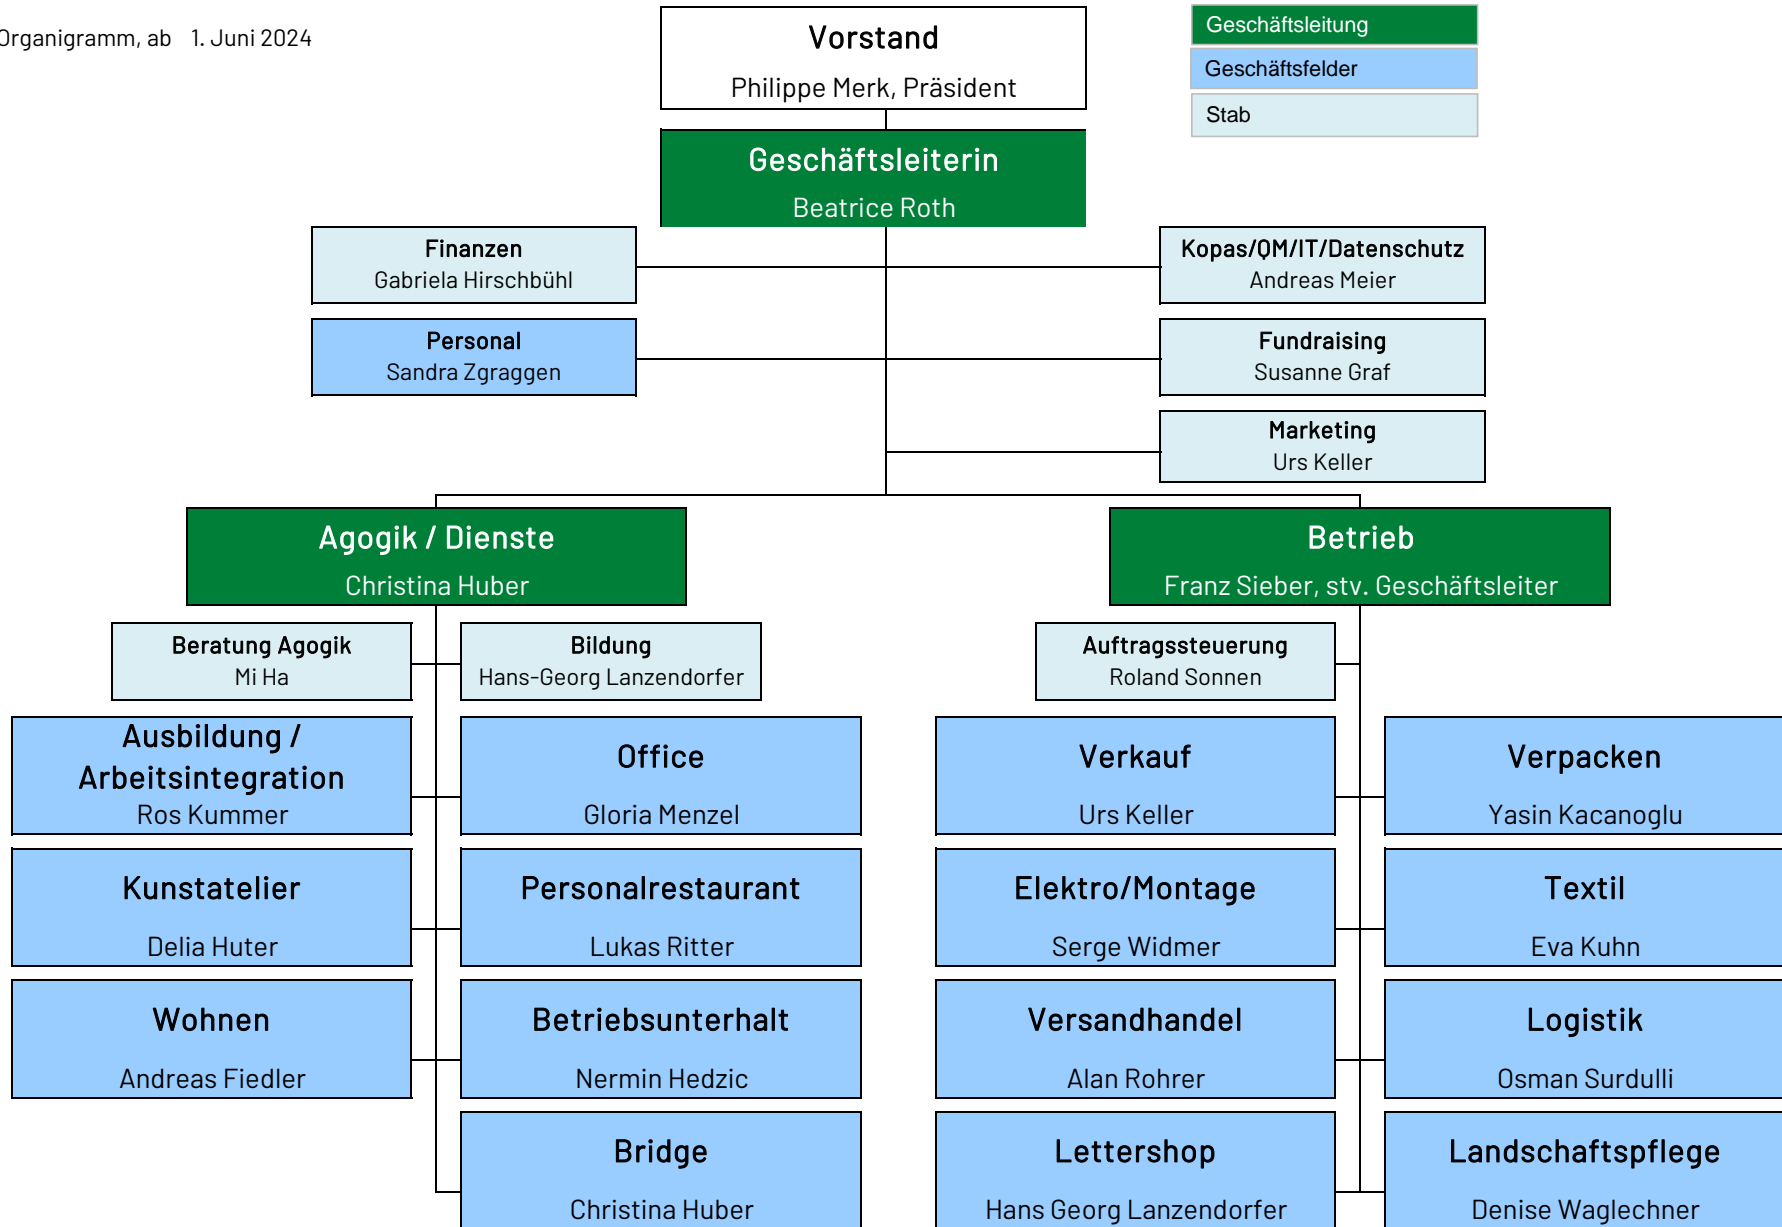 Organigramm, ab 1. Juni 2024
Vorstand
Philippe Merk, Präsident
Geschäftsleitung
Geschäftsfelder
Stab
Geschäftsleiterin
Beatrice Roth
Finanzen
Gabriela Hirschbühl
Kopas/QM/IT/Datenschutz
Andreas Meier
Personal
Sandra Zgraggen
Fundraising
Susanne Graf
Marketing
Urs Keller
Agogik / Dienste
Christina Huber
Betrieb
Franz Sieber, stv. Geschäftsleiter
Beratung Agogik
Mi Ha
Bildung
Hans-Georg Lanzendorfer
Auftragssteuerung
Roland Sonnen
Ausbildung /
Arbeitsintegration
Ros Kummer
Office
Gloria Menzel
Verkauf
Urs Keller
Verpacken
Yasin Kacanoglu
Kunstatelier
Delia Huter
Personalrestaurant
Lukas Ritter
Elektro/Montage
Serge Widmer
Textil
Eva Kuhn
Wohnen
Andreas Fiedler
Betriebsunterhalt
Nermin Hedzic
Versandhandel
Alan Rohrer
Logistik
Osman Surdulli
Bridge
Christina Huber
Lettershop
Hans Georg Lanzendorfer
Landschaftspflege
Denise Waglechner